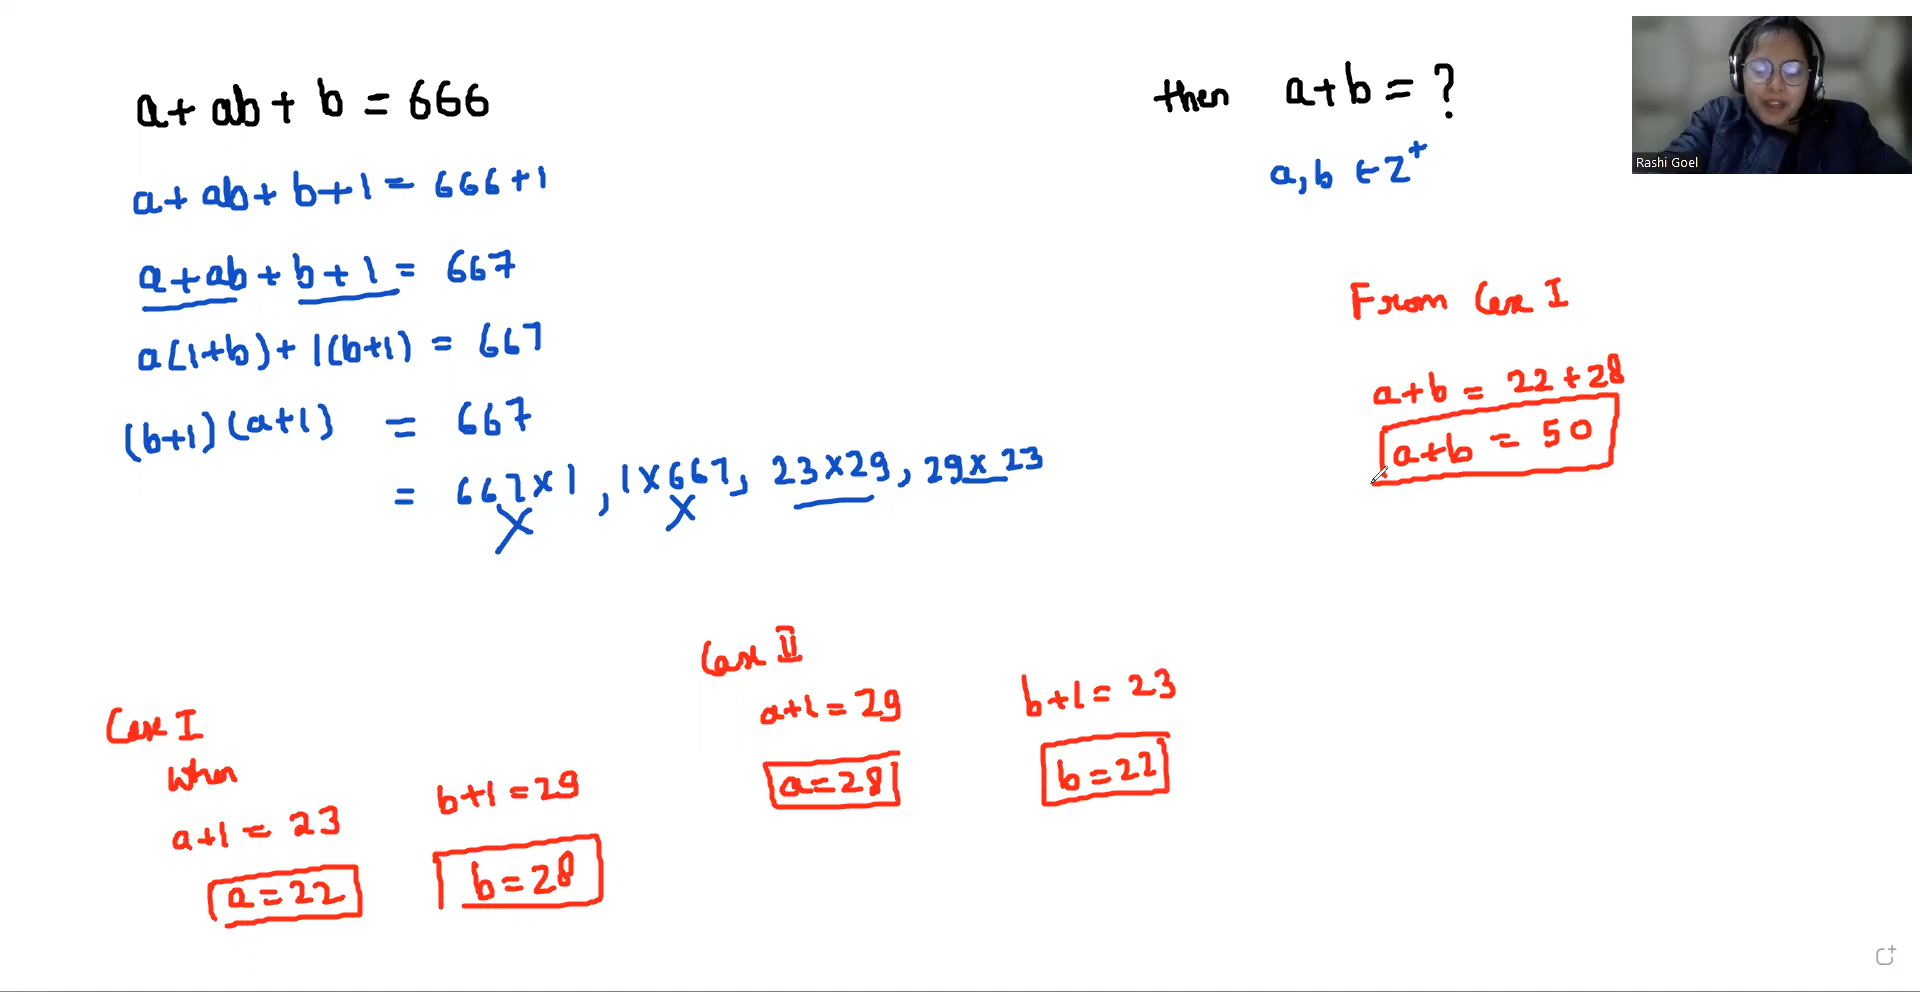 a + ab + b = 666
then a+b = ?
a + ab + b + 1 = 666 + 1
a, b ∈ Z⁺
a + ab + b + 1 = 667
a(1+b) + 1(b+1) = 667
(b+1)(a+1) = 667
= 667 × 1, 1 × 667, 23 × 29, 29 × 23
From Case I
a+b = 22 + 28
a+b = 50
Case I
When
a+1 = 23
b+1 = 29
a = 22
b = 28
Case II
a+1 = 29
b+1 = 23
a = 28
b = 22
Rashi Goel